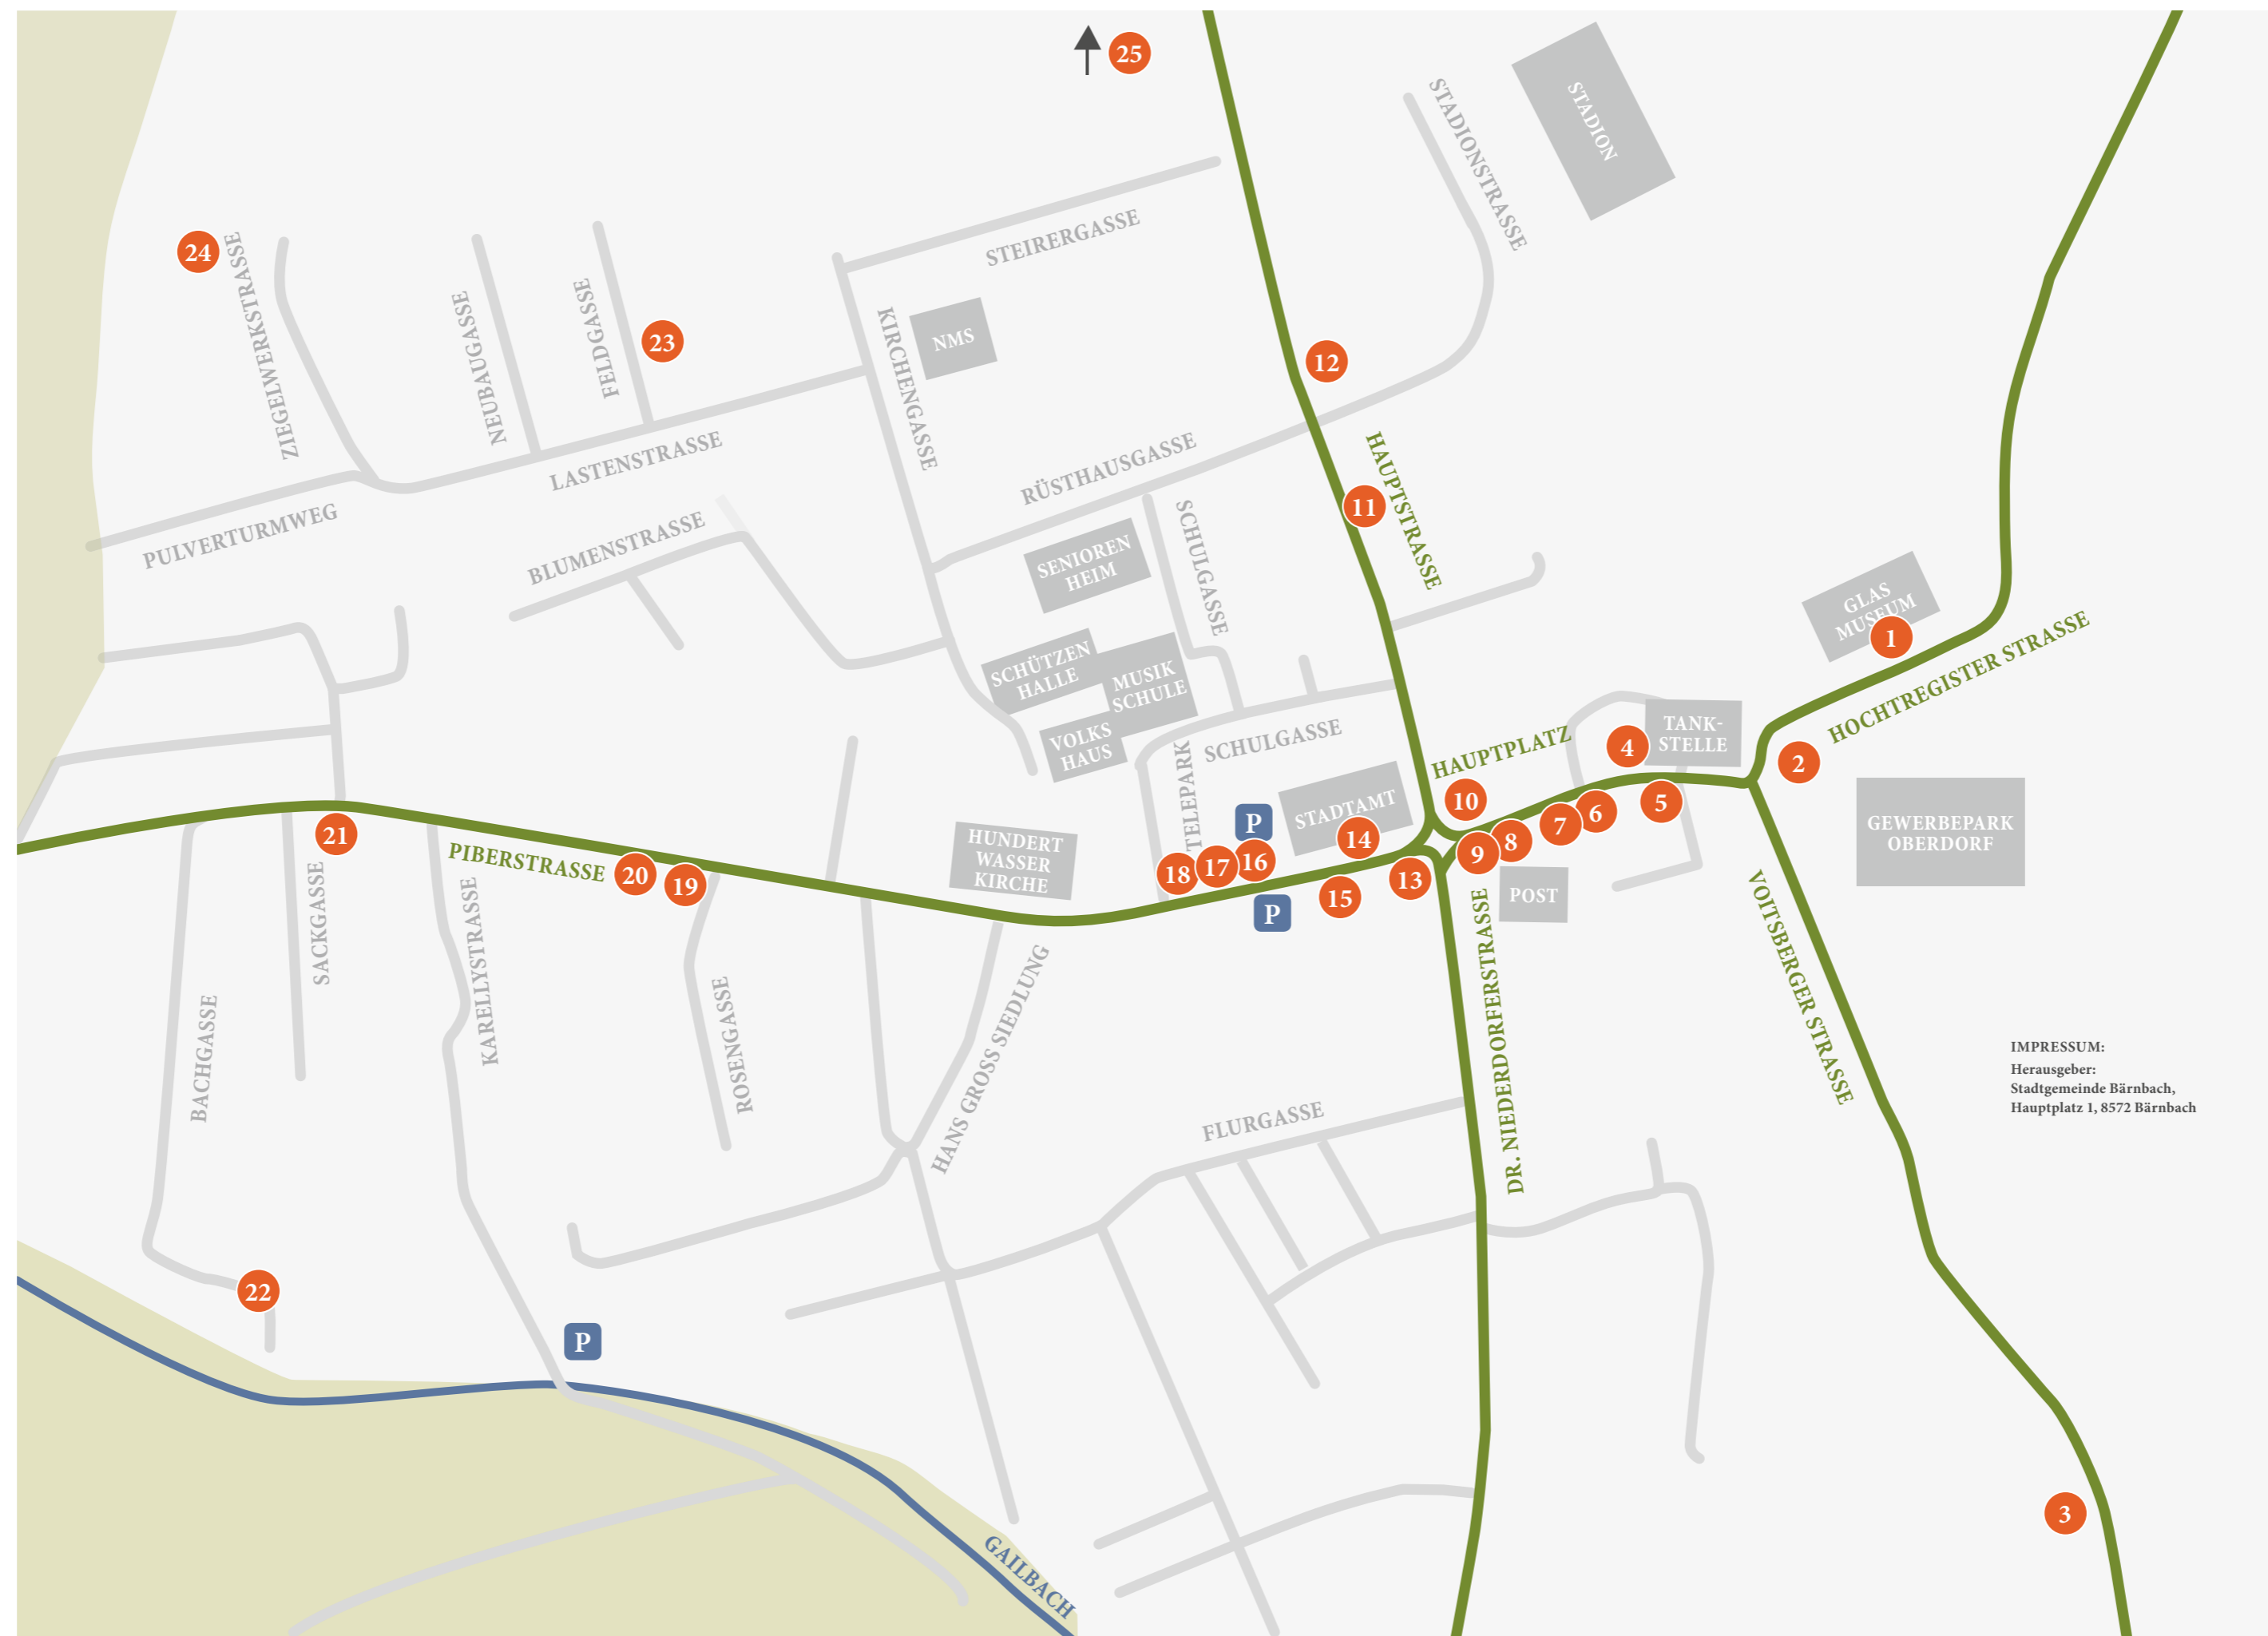 25
STADIONSTRASSE
STADION
24
ZIEGELWERKSTRASSE
NEUBAUGASSE
FELDGASSE
23
STEIRERGASSE
KIRCHENGASSE
NMS
12
LASTENSTRASSE
RÜSTHAUSGASSE
HAUPTSTRASSE
11
PULVERTURMWEG
BLUMENSTRASSE
SENIOREN
HEIM
SCHULGASSE
SCHÜTZEN
HALLE
MUSIK
SCHULE
VOLKS
HAUS
GLAS
MUSEUM
1
HOCHTREGISTER STRASSE
TELEPARK
SCHULGASSE
HAUPTPLATZ
4
TANK-
STELLE
2
10
5
6
7
8
9
GEWERBEPARK
OBERDORF
P
STADTAMT
14
21
PIBERSTRASSE
20
19
HUNDERT
WASSER
KIRCHE
18
17
16
13
15
P
POST
SACKGASSE
KARELLYSTRASSE
BACHGASSE
ROSENGASSE
HANS GROSS SIEDLUNG
DR. NIEDERDORFERSTRASSE
VOITSBERGER STRASSE
IMPRESSUM:
Herausgeber:
Stadtgemeinde Bärnbach,
Hauptplatz 1, 8572 Bärnbach
FLURGASSE
22
P
3
GAILBACH